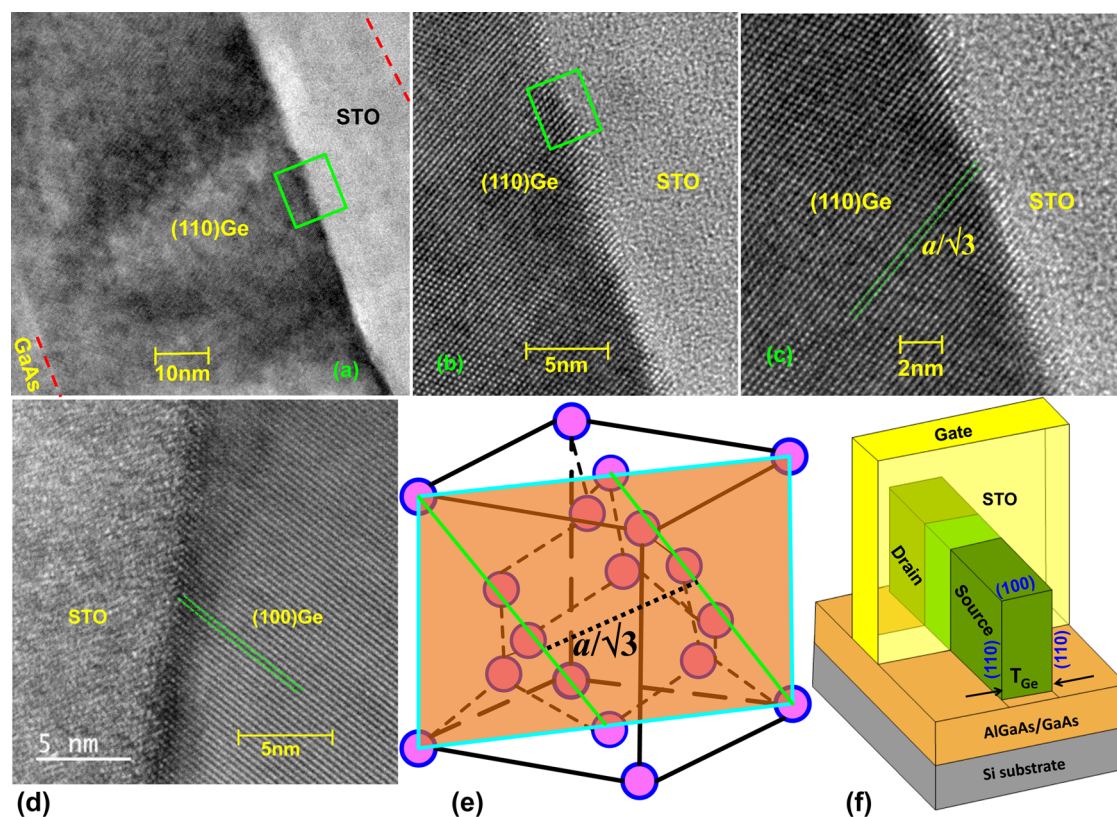 STO
(110)Ge
GaAs
10nm
(a)
(110)Ge
STO
(b)
5nm
(110)Ge
STO
a/√3
(c)
2nm
STO
(100)Ge
5 nm
5nm
(d)
a/√3
(e)
Gate
STO
Drain
Source
(100)
(110)
(110)
TGe
AlGaAs/GaAs
Si substrate
(f)